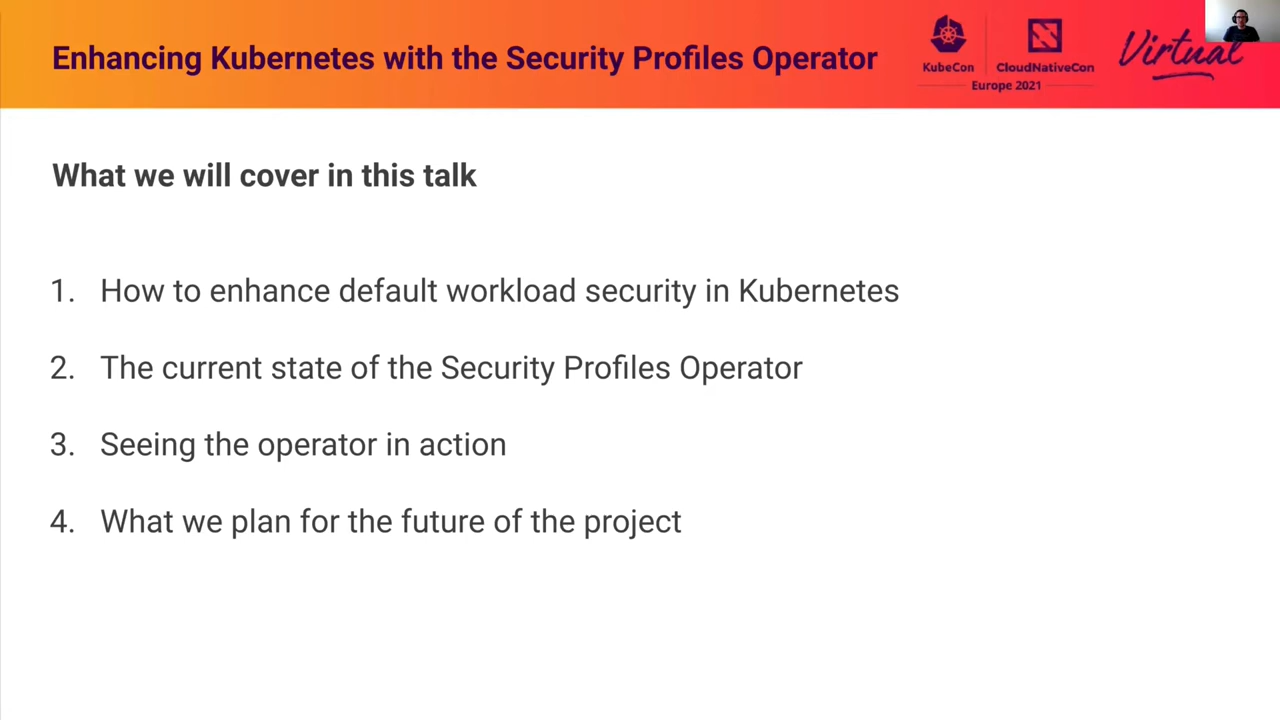 Enhancing Kubernetes with the Security Profiles Operator
KubeCon
CloudNativeCon
Europe 2021
Virtual
What we will cover in this talk
1. How to enhance default workload security in Kubernetes
2. The current state of the Security Profiles Operator
3. Seeing the operator in action
4. What we plan for the future of the project